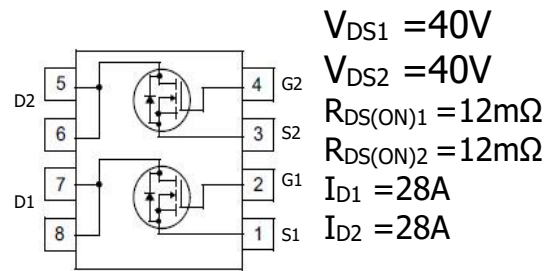 5
4
G2
D2
6
3
S2
7
2
G1
D1
8
1
S1
VDS1 =40V
VDS2 =40V
RDS(ON)1 =12mΩ
RDS(ON)2 =12mΩ
ID1 =28A
ID2 =28A